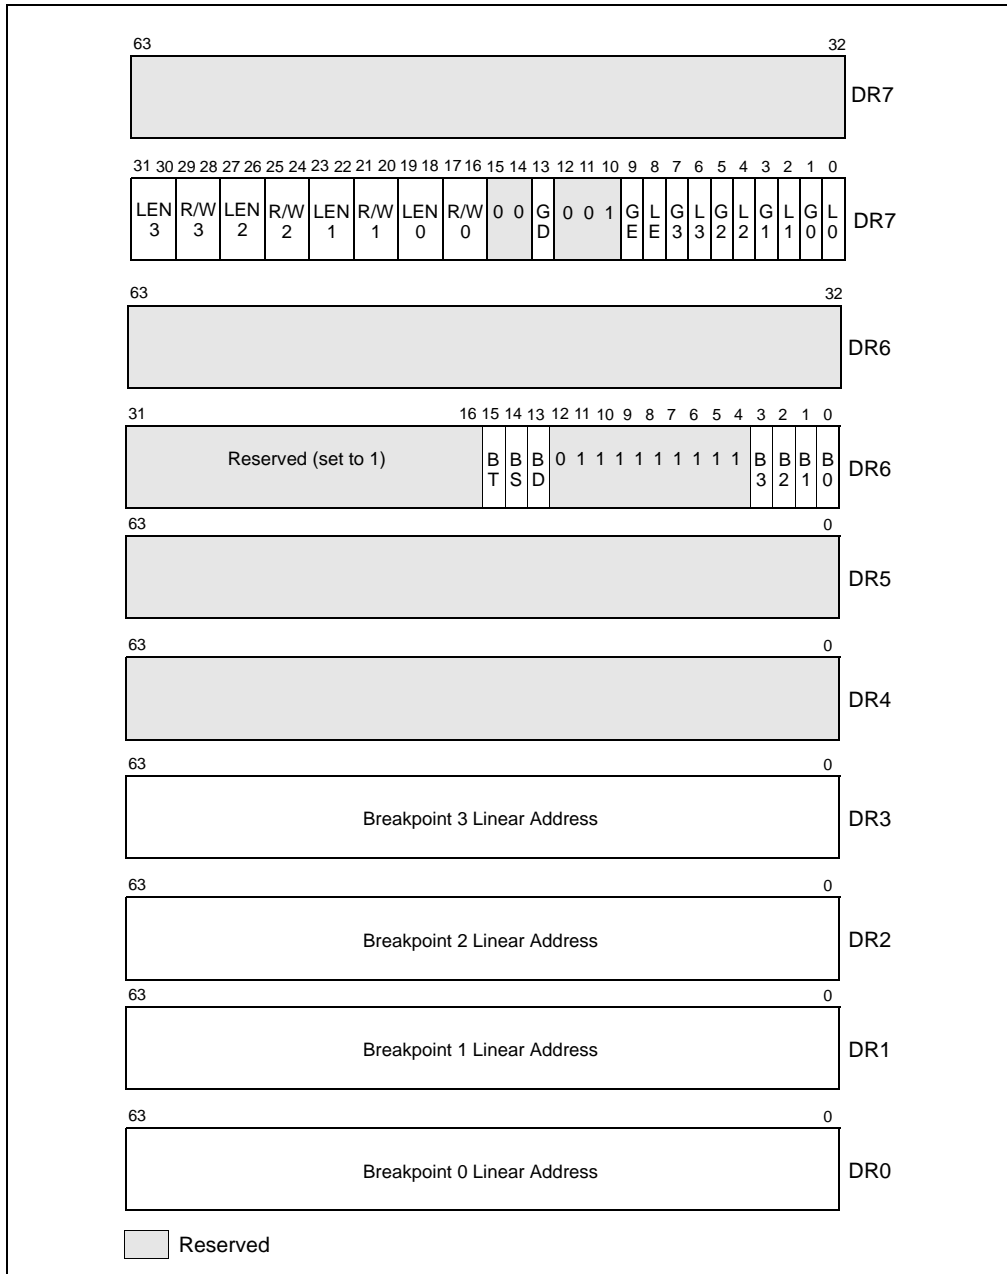 63 32
DR7
31 30 29 28 27 26 25 24 23 22 21 20 19 18 17 16 15 14 13 12 11 10 9 8 7 6 5 4 3 2 1 0
LEN 3 R/W 3 LEN 2 R/W 2 LEN 1 R/W 1 LEN 0 R/W 0 0 0 G D 0 0 1 G E L E G 3 L 3 G 2 L 2 G 1 L 1 G 0 L 0 DR7
63 32
DR6
31 16 15 14 13 12 11 10 9 8 7 6 5 4 3 2 1 0
Reserved (set to 1) B T B S B D 0 1 1 1 1 1 1 1 1 B 3 B 2 B 1 B 0 DR6
63 0
DR5
63 0
DR4
63 0
Breakpoint 3 Linear Address DR3
63 0
Breakpoint 2 Linear Address DR2
63 0
Breakpoint 1 Linear Address DR1
63 0
Breakpoint 0 Linear Address DR0
Reserved